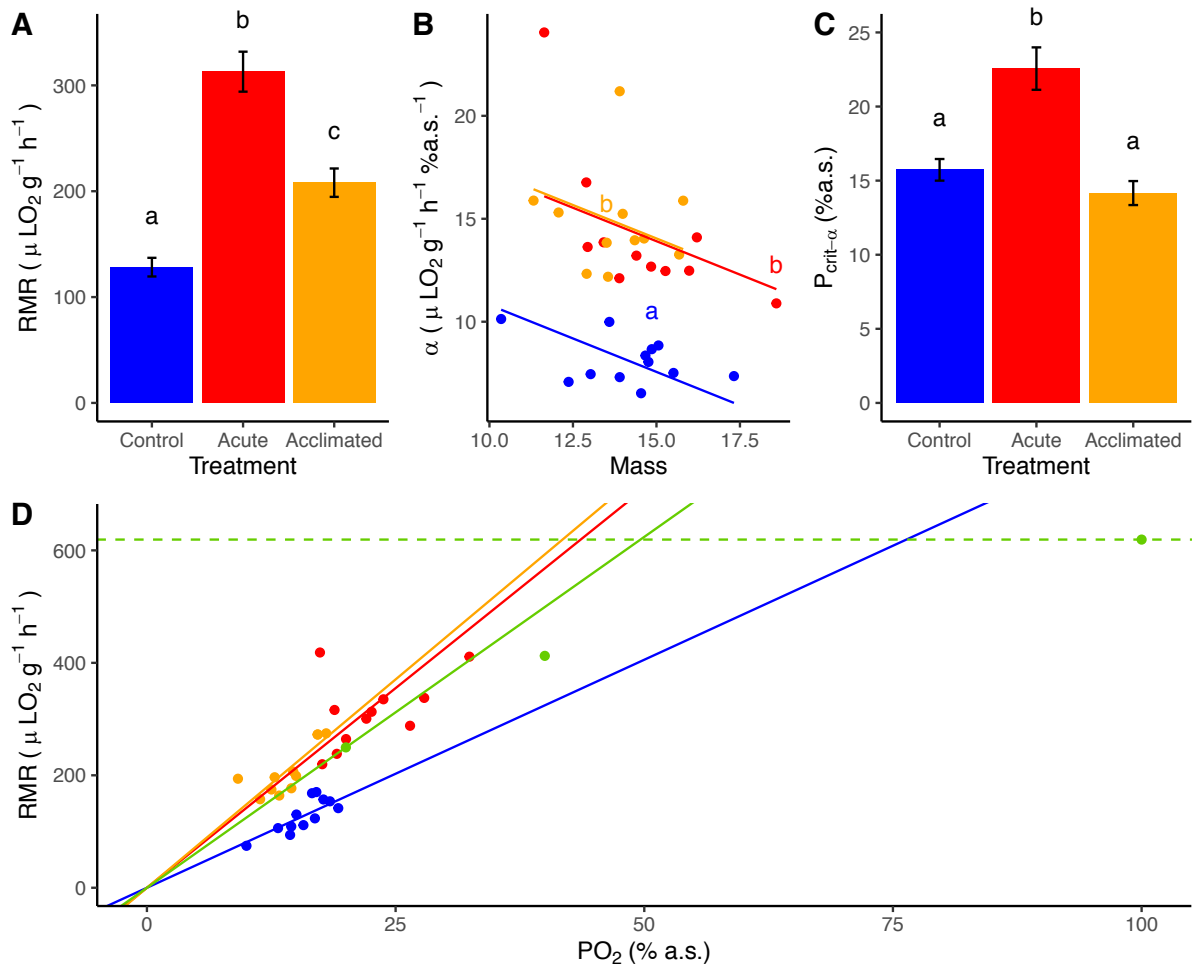 A
RMR ( μ LO₂ g⁻¹ h⁻¹ )
300
200
100
0
a
b
c
Control Acute Acclimated
Treatment
B
α ( μ LO₂ g⁻¹ h⁻¹ %a.s.⁻¹ )
20
15
10
b
b
a
10.0 12.5 15.0 17.5
Mass
C
P crit−α (%a.s.)
25
20
15
10
5
0
a
b
a
Control Acute Acclimated
Treatment
D
RMR ( μ LO₂ g⁻¹ h⁻¹ )
600
400
200
0
0 25 50 75 100
PO₂ (% a.s.)